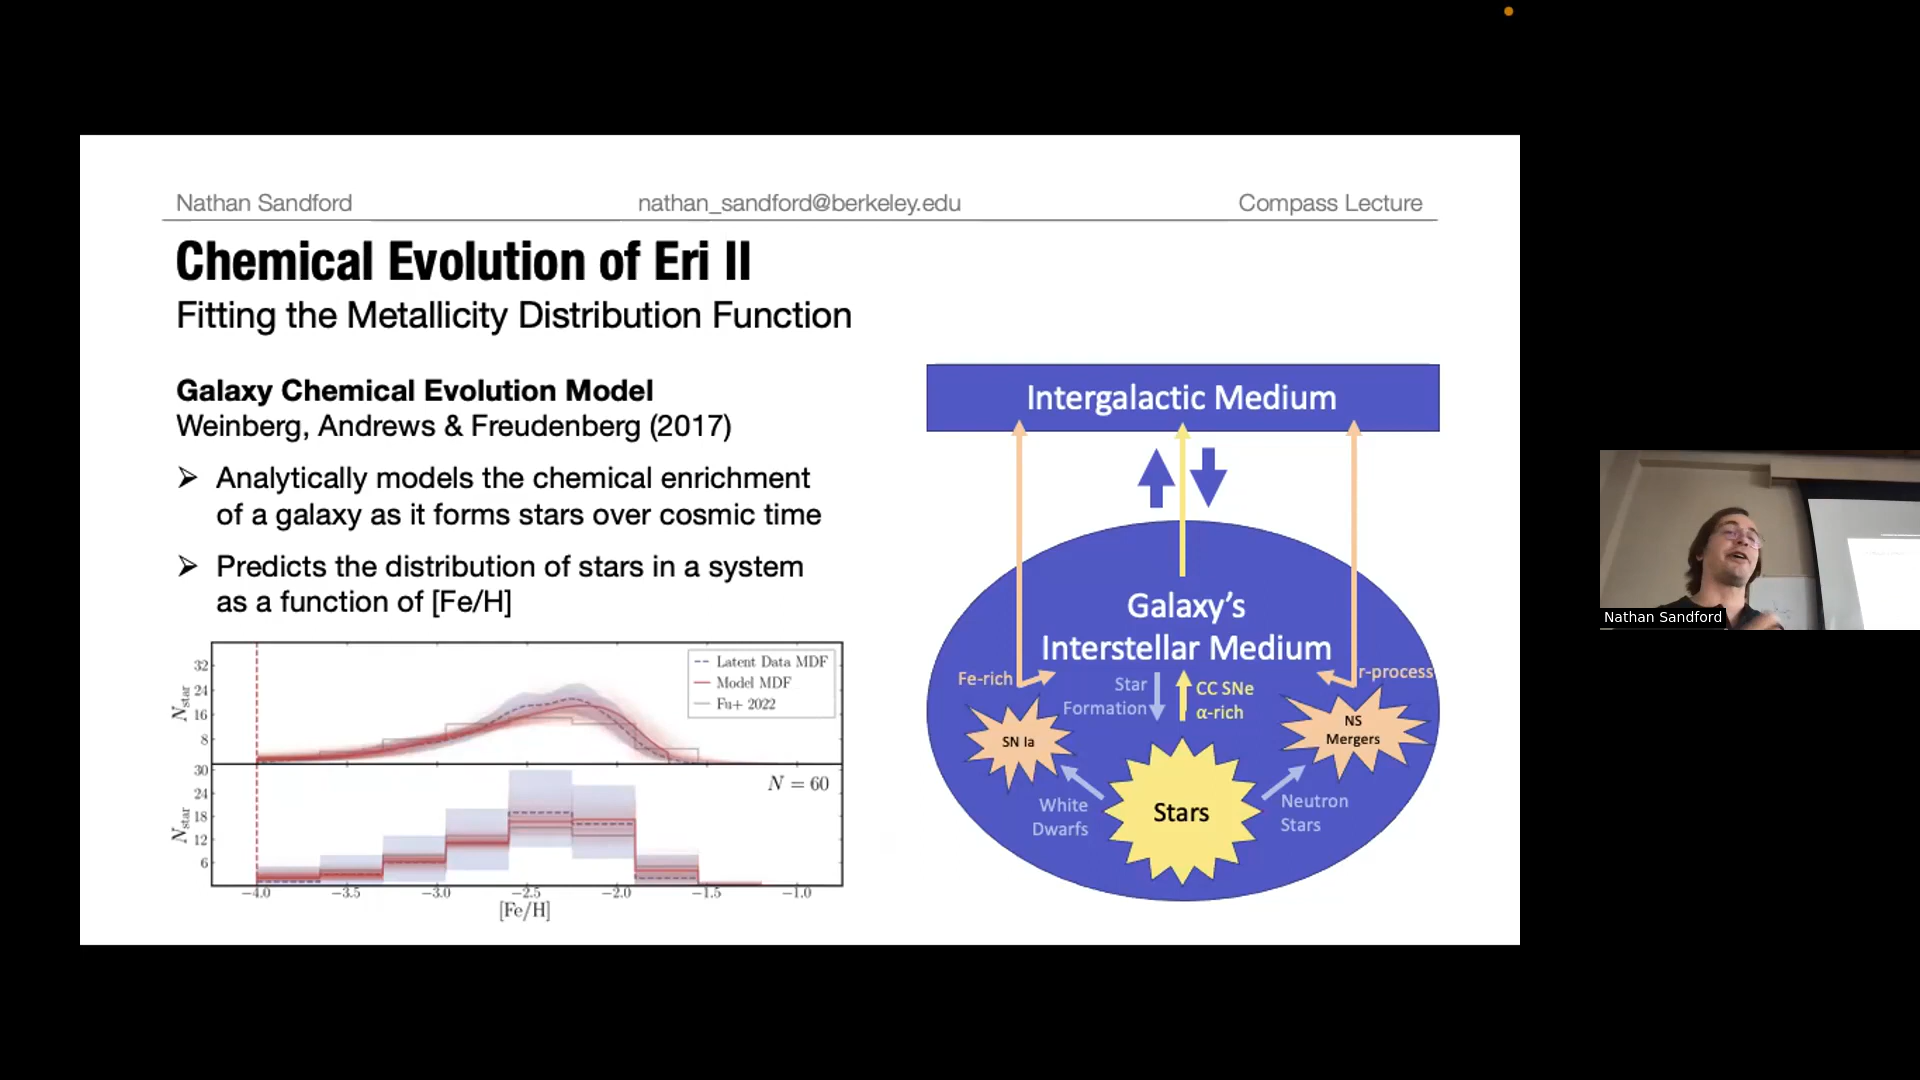 Nathan Sandford nathan_sandford@berkeley.edu Compass Lecture
Chemical Evolution of Eri II
Fitting the Metallicity Distribution Function
Galaxy Chemical Evolution Model
Weinberg, Andrews & Freudenberg (2017)
➢ Analytically models the chemical enrichment
of a galaxy as it forms stars over cosmic time
➢ Predicts the distribution of stars in a system
as a function of [Fe/H]
Latent Data MDF
Model MDF
Fu+ 2022
32
24
16
8
Nstar
N = 60
30
24
18
12
6
Nstar
−4.0 −3.5 −3.0 −2.5 −2.0 −1.5 −1.0
[Fe/H]
Intergalactic Medium
Galaxy's
Interstellar Medium
Fe-rich
Star
Formation
CC SNe
α-rich
r-process
SN Ia
NS
Mergers
White
Dwarfs
Stars
Neutron
Stars
Nathan Sandford